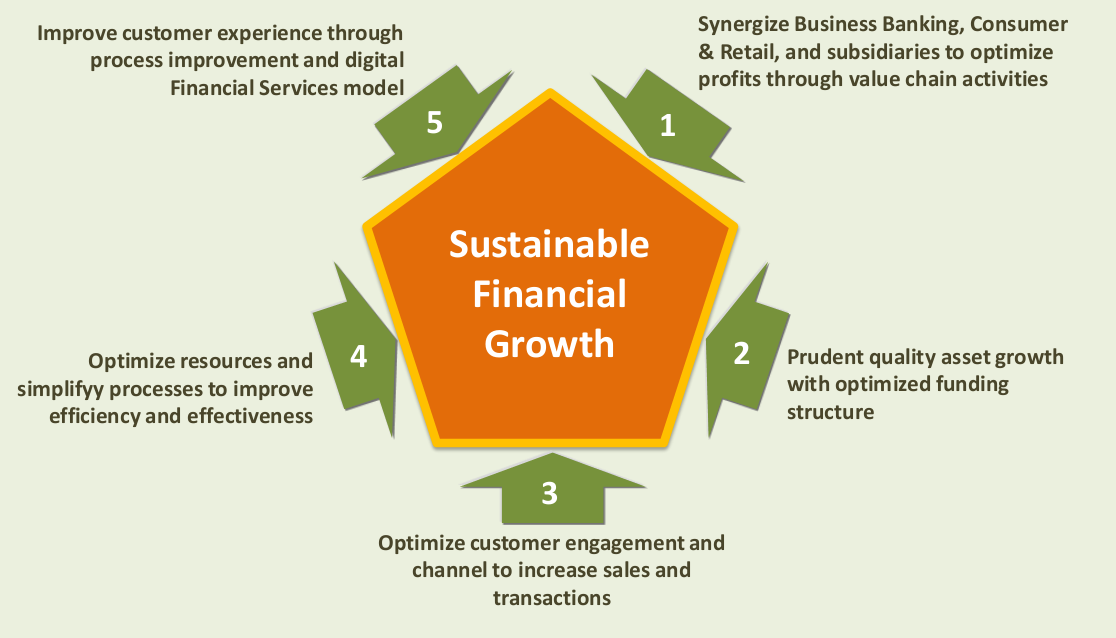 Improve customer experience through
process improvement and digital
Financial Services model
5
Synergize Business Banking, Consumer
& Retail, and subsidiaries to optimize
profits through value chain activities
1
Sustainable
Financial
Growth
4
Optimize resources and
simplifyy processes to improve
efficiency and effectiveness
2
Prudent quality asset growth
with optimized funding
structure
3
Optimize customer engagement and
channel to increase sales and
transactions